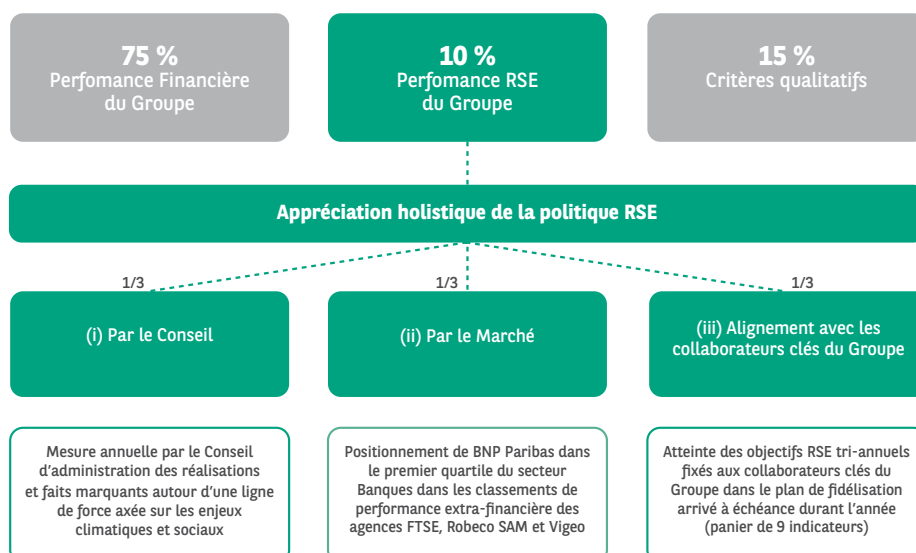 75 %
Perfomance Financière
du Groupe
10 %
Perfomance RSE
du Groupe
15 %
Critères qualitatifs
Appréciation holistique de la politique RSE
1/3
1/3
1/3
(i) Par le Conseil
(ii) Par le Marché
(iii) Alignement avec les
collaborateurs clés du Groupe
Mesure annuelle par le Conseil
d'administration des réalisations
et faits marquants autour d'une ligne
de force axée sur les enjeux
climatiques et sociaux
Positionnement de BNP Paribas dans
le premier quartile du secteur
Banques dans les classements de
performance extra-financière des
agences FTSE, Robeco SAM et Vigeo
Atteinte des objectifs RSE tri-annuels
fixés aux collaborateurs clés du
Groupe dans le plan de fidélisation
arrivé à échéance durant l'année
(panier de 9 indicateurs)